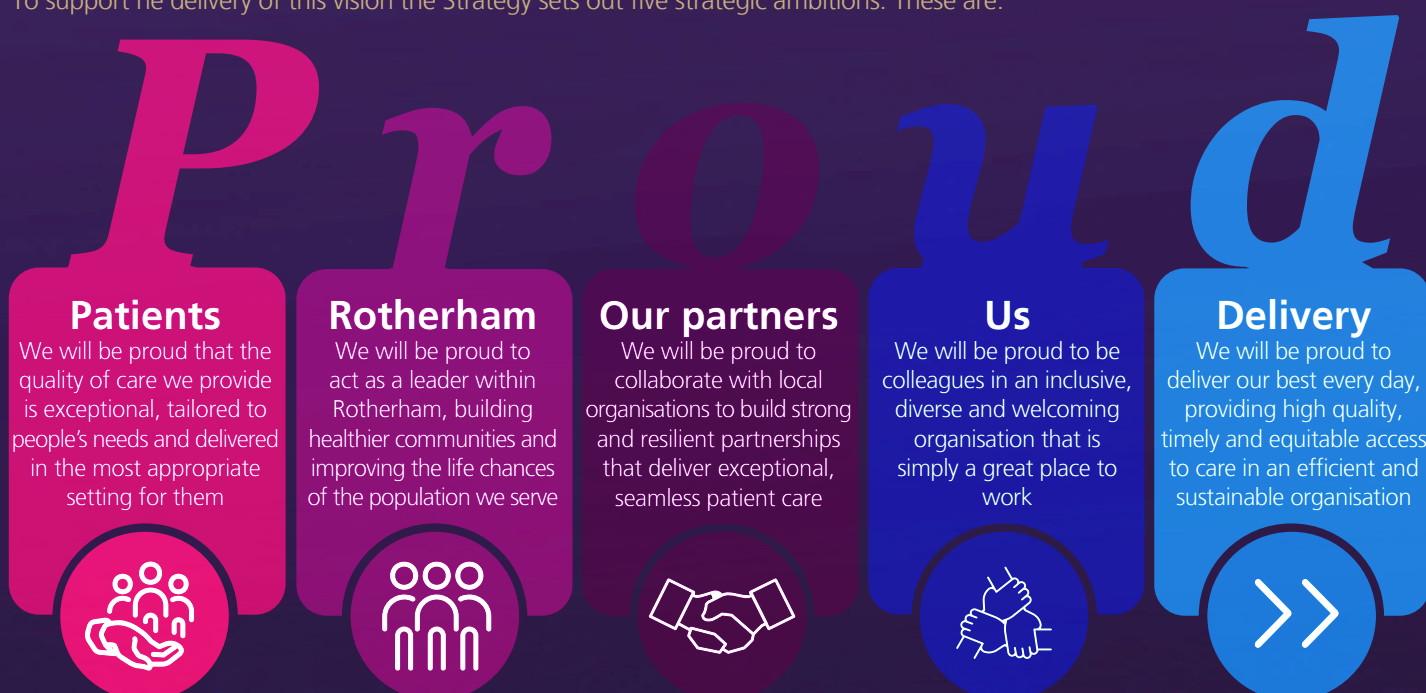 To support he delivery of this vision the Strategy sets out five strategic ambitions. These are:
Proud
Patients
We will be proud that the
quality of care we provide
is exceptional, tailored to
people's needs and delivered
in the most appropriate
setting for them
Rotherham
We will be proud to
act as a leader within
Rotherham, building
healthier communities and
improving the life chances
of the population we serve
Our partners
We will be proud to
collaborate with local
organisations to build strong
and resilient partnerships
that deliver exceptional,
seamless patient care
Us
We will be proud to be
colleagues in an inclusive,
diverse and welcoming
organisation that is
simply a great place to
work
Delivery
We will be proud to
deliver our best every day,
providing high quality,
timely and equitable access
to care in an efficient and
sustainable organisation